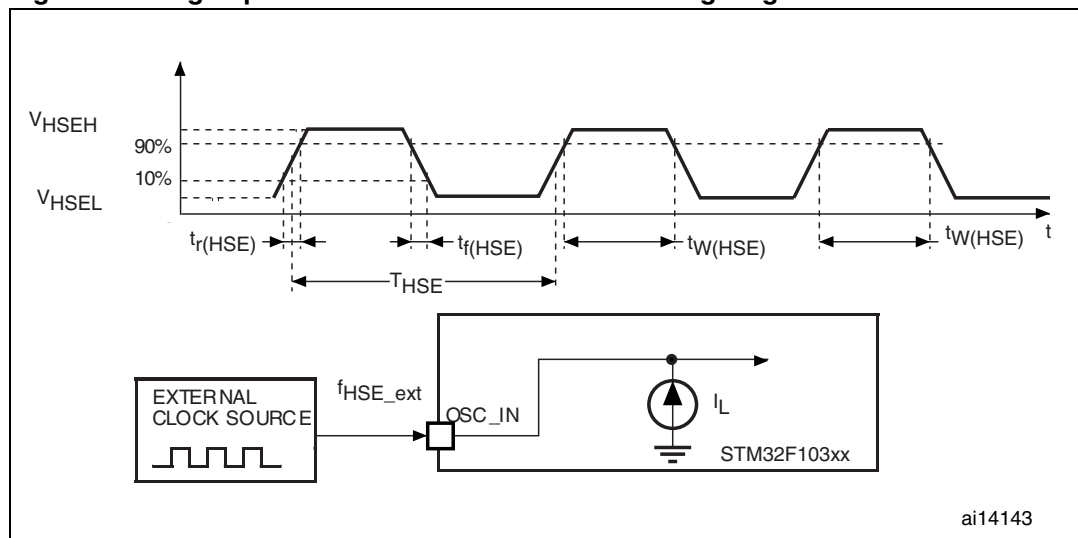 V_HSEH
90%
10%
V_HSEL
t_r(HSE)
t_f(HSE)
t_W(HSE)
t_W(HSE)
t
T_HSE
EXTERNAL
CLOCK SOURCE
f_HSE_ext
OSC_IN
I_L
STM32F103xx
ai14143